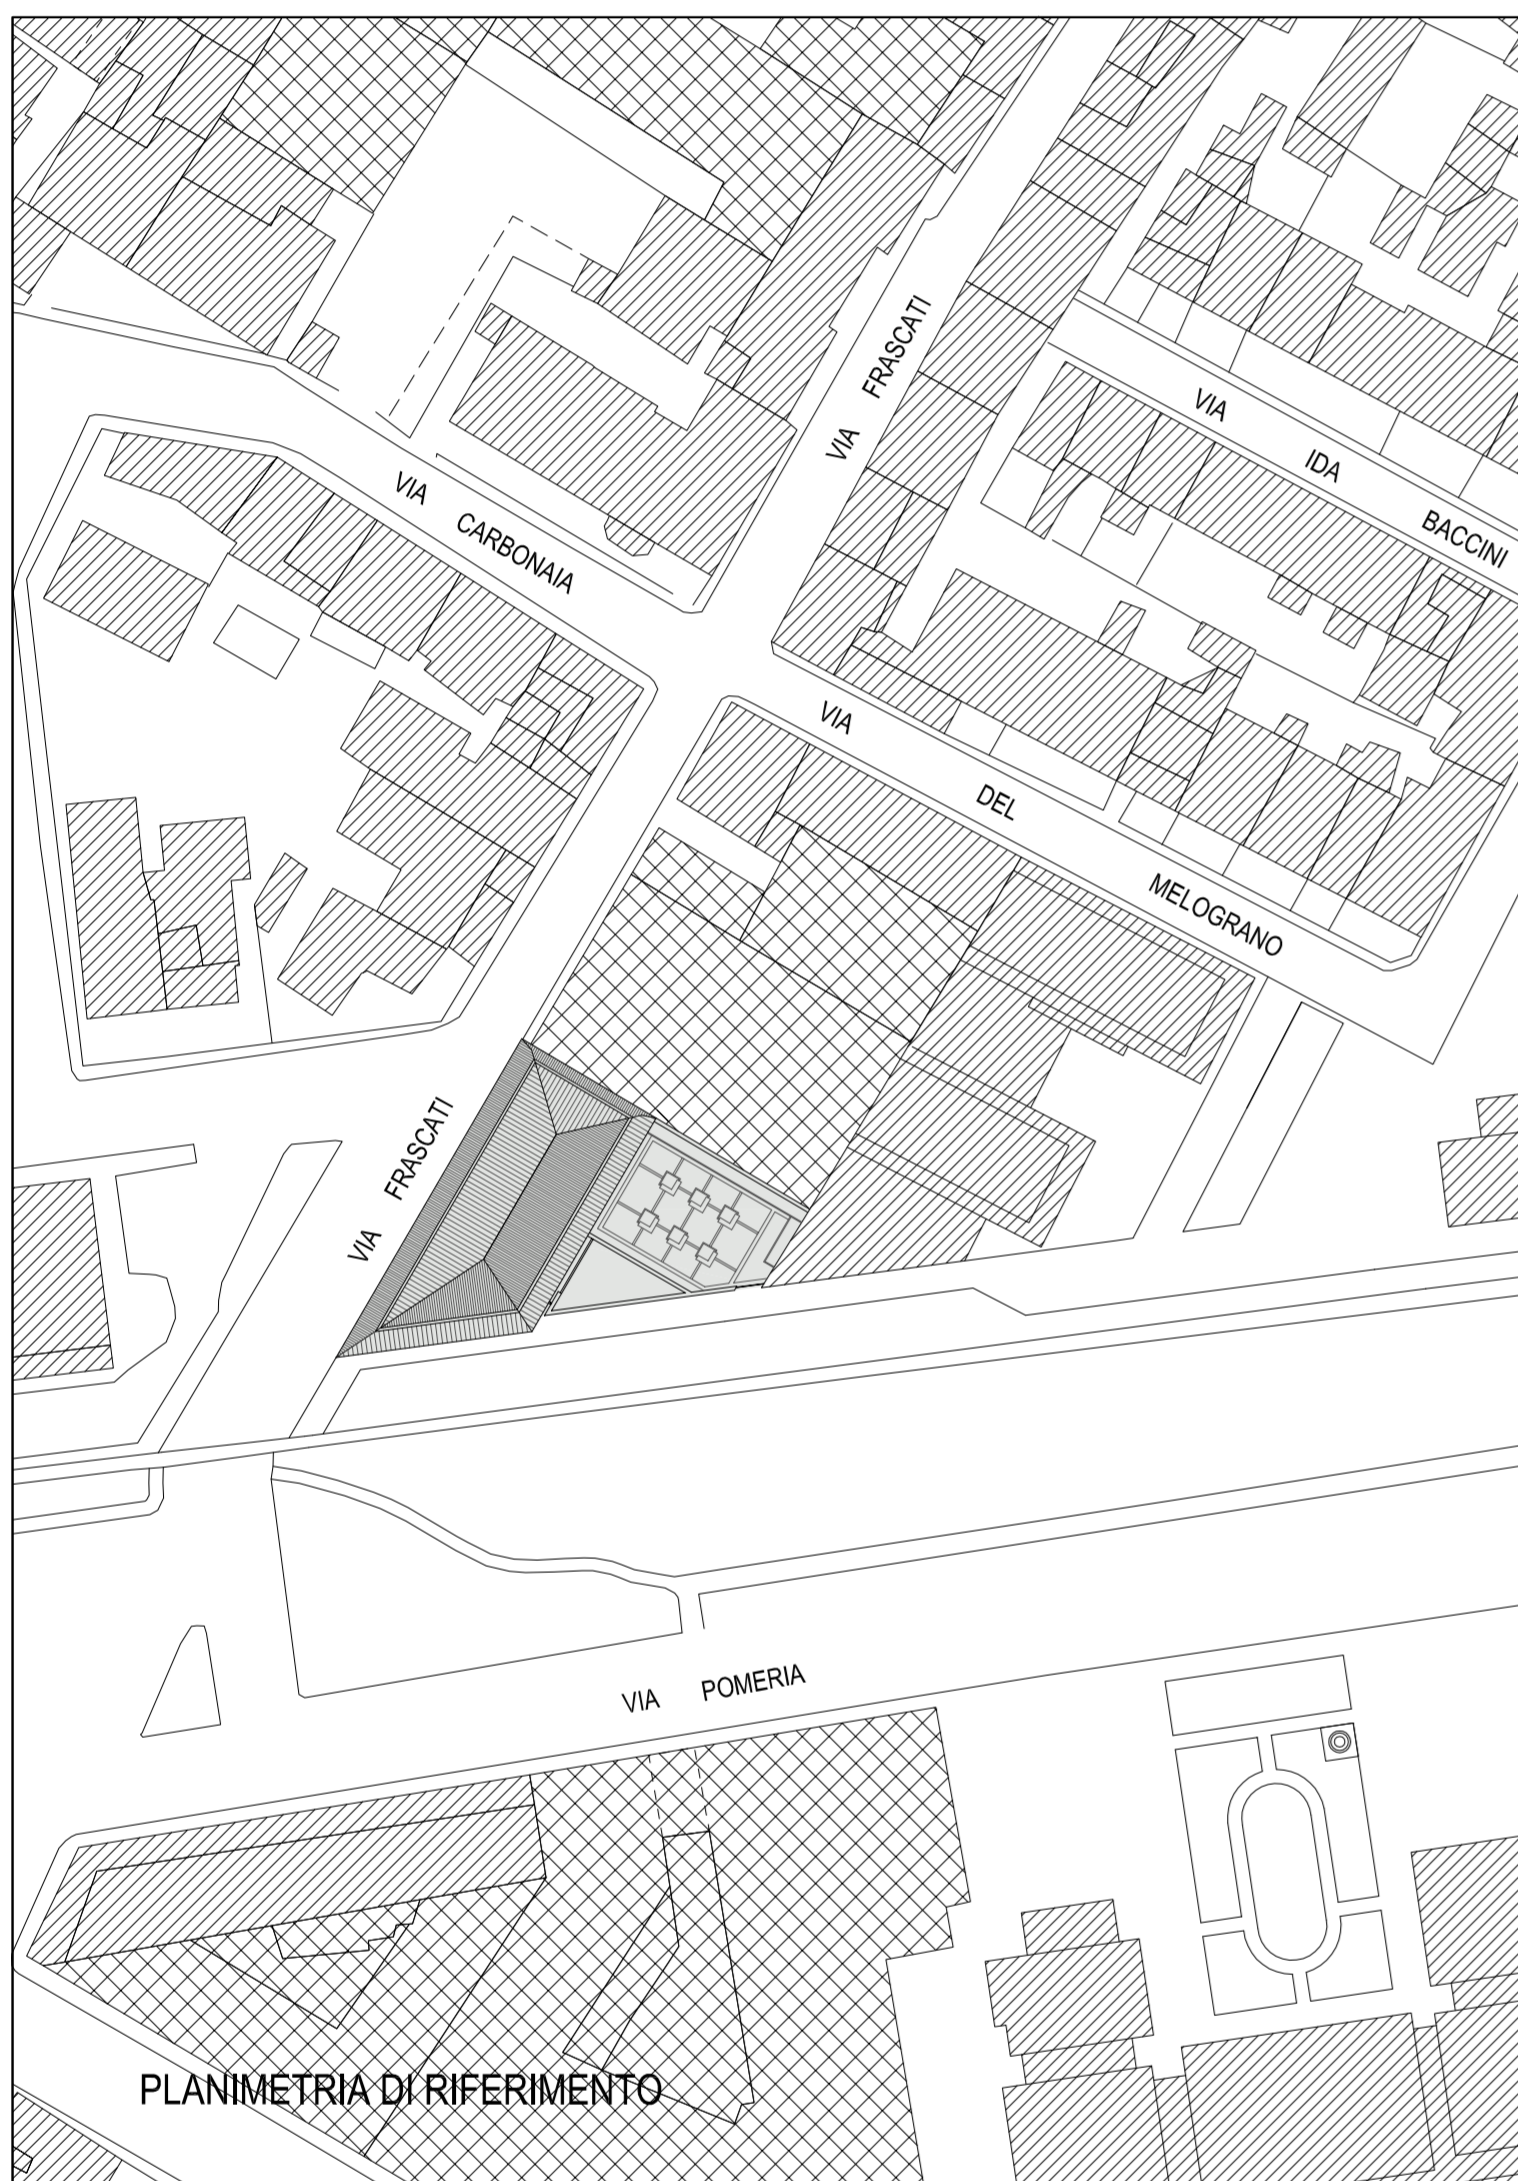 VIA FRASCATI
VIA IDA BACCINI
VIA CARBONAIA
VIA DEL MELOGRANO
VIA FRASCATI
VIA POMERIA
PLANIMETRIA DI RIFERIMENTO